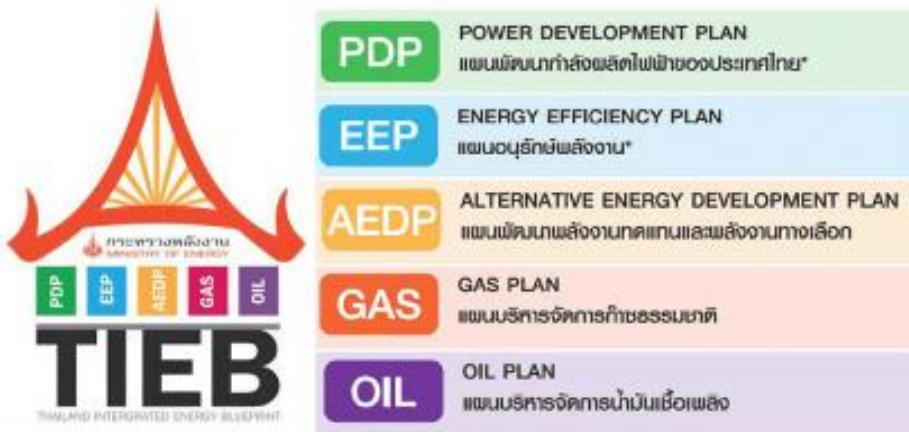 กระทรวงพลังงาน
MINISTRY OF ENERGY
PDP
EEP
AEDP
GAS
OIL
TIEB
THAILAND INTERGRATED ENERGY BLUEPRINT
PDP
POWER DEVELOPMENT PLAN
แผนพัฒนากำลังผลิตไฟฟ้าของประเทศไทย*
EEP
ENERGY EFFICIENCY PLAN
แผนอนุรักษ์พลังงาน*
AEDP
ALTERNATIVE ENERGY DEVELOPMENT PLAN
แผนพัฒนาพลังงานทดแทนและพลังงานทางเลือก
GAS
GAS PLAN
แผนบริหารจัดการก๊าซธรรมชาติ
OIL
OIL PLAN
แผนบริหารจัดการน้ำมันเชื้อเพลิง